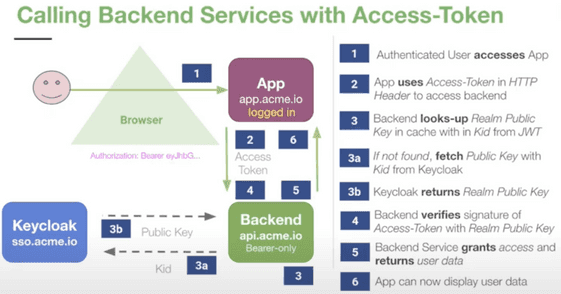 Calling Backend Services with Access-Token
1
App
app.acme.io
logged in
Browser
Authorization: Bearer eyJhbG...
2
6
Access
Token
4
5
Keycloak
sso.acme.io
3b
Public Key
Kid
3a
Backend
api.acme.io
Bearer-only
3
1 Authenticated User accesses App
2 App uses Access-Token in HTTP
Header to access backend
3 Backend looks-up Realm Public
Key in cache with in Kid from JWT
3a If not found, fetch Public Key with
Kid from Keycloak
3b Keycloak returns Realm Public Key
4 Backend verifies signature of
Access-Token with Realm Public Key
5 Backend Service grants access and
returns user data
6 App can now display user data